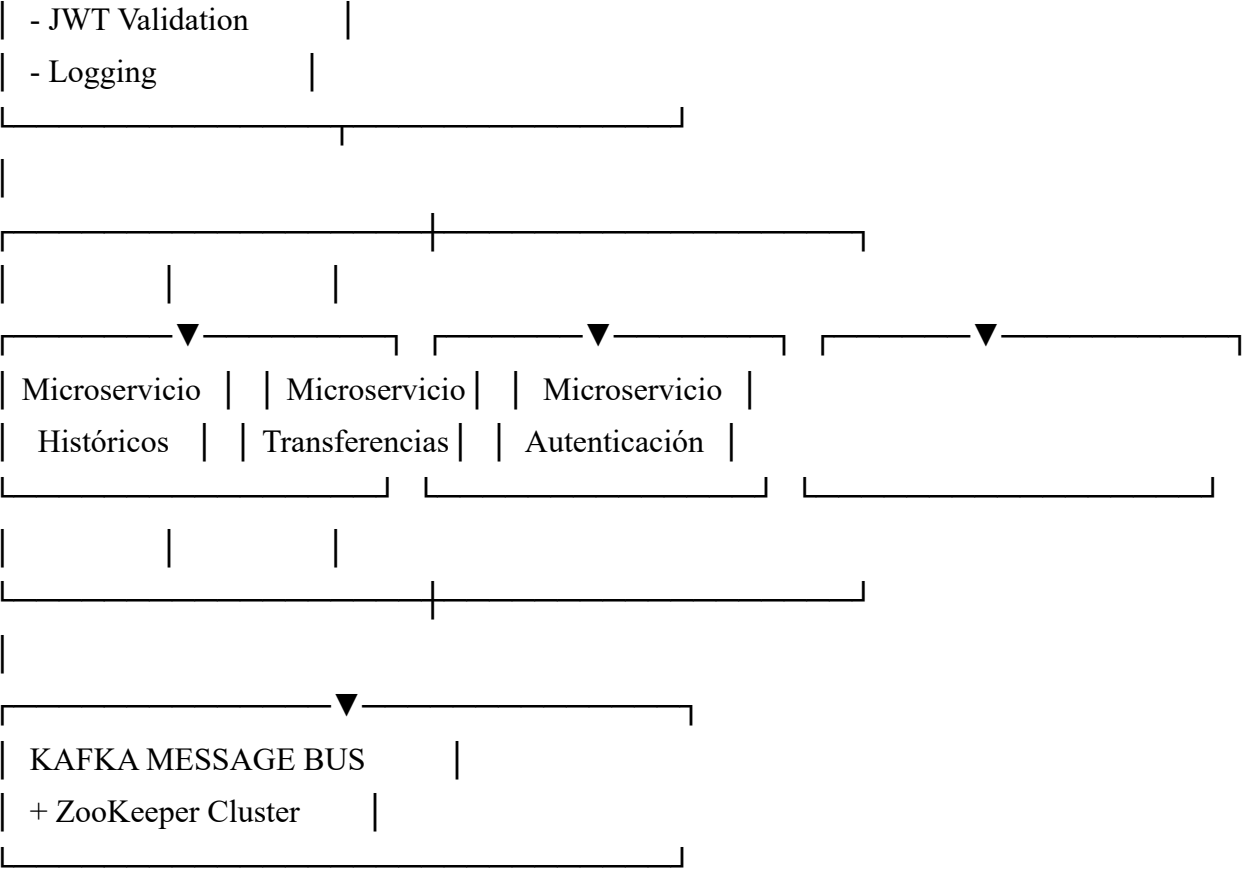 - JWT Validation
- Logging
Microservicio Microservicio Microservicio
Históricos Transferencias Autenticación
KAFKA MESSAGE BUS
+ ZooKeeper Cluster